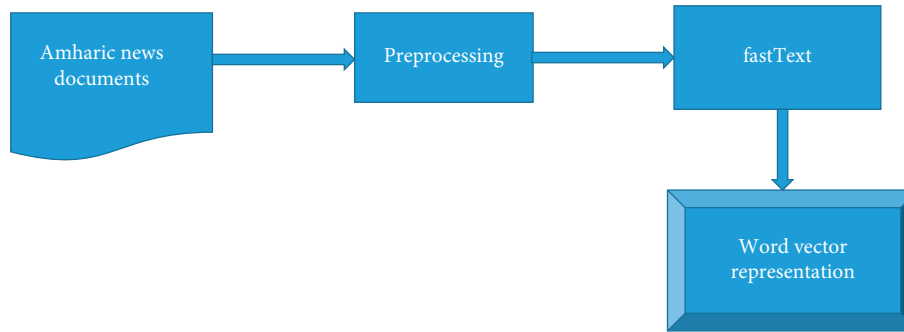 Amharic news
documents
Preprocessing
fastText
Word vector
representation